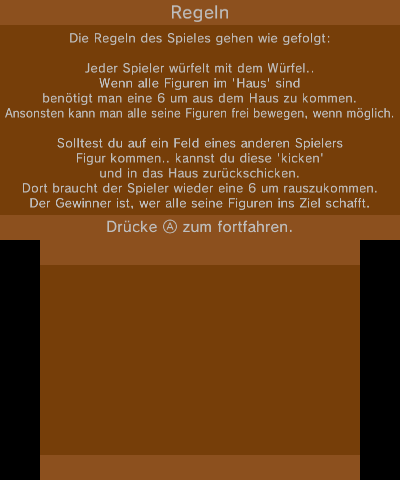 Regeln
Die Regeln des Spieles gehen wie gefolgt:
Jeder Spieler würfelt mit dem Würfel..
Wenn alle Figuren im 'Haus' sind
benötigt man eine 6 um aus dem Haus zu kommen.
Ansonsten kann man alle seine Figuren frei bewegen, wenn möglich.
Solltest du auf ein Feld eines anderen Spielers
Figur kommen.. kannst du diese 'kicken'
und in das Haus zurückschicken.
Dort braucht der Spieler wieder eine 6 um rauszukommen.
Der Gewinner ist, wer alle seine Figuren ins Ziel schafft.
Drücke Ⓐ zum fortfahren.